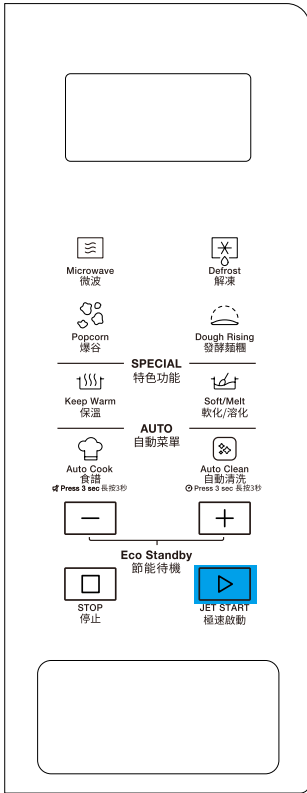 Microwave
微波
Defrost
解凍
Popcorn
爆谷
Dough Rising
發酵麵糰
SPECIAL
特色功能
Keep Warm
保溫
Soft/Melt
軟化/溶化
AUTO
自動菜單
Auto Cook
食譜
Press 3 sec 長按3秒
Auto Clean
自動清洗
Press 3 sec 長按3秒
Eco Standby
節能待機
STOP
停止
JET START
極速啟動